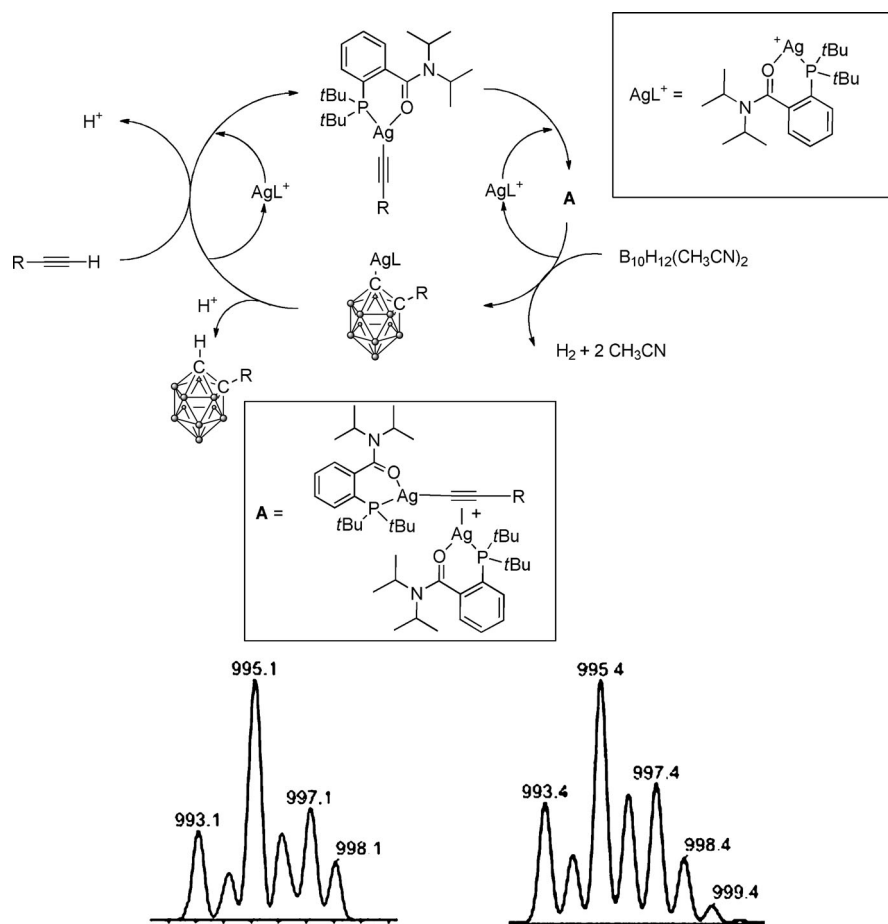 N
O
tBu
tBu
P
Ag
R
H⁺
AgL⁺
AgL⁺
A
R H
AgL
C
C R
B₁₀H₁₂(CH₃CN)₂
H⁺
H₂ + 2 CH₃CN
H
C
C R
AgL⁺ =
+
Ag
O P tBu
tBu
N
A =
N
O
Ag R
P
tBu tBu
+
Ag tBu
O P tBu
N
995.1
993.1
997.1
998.1
995.4
993.4
997.4
998.4
999.4